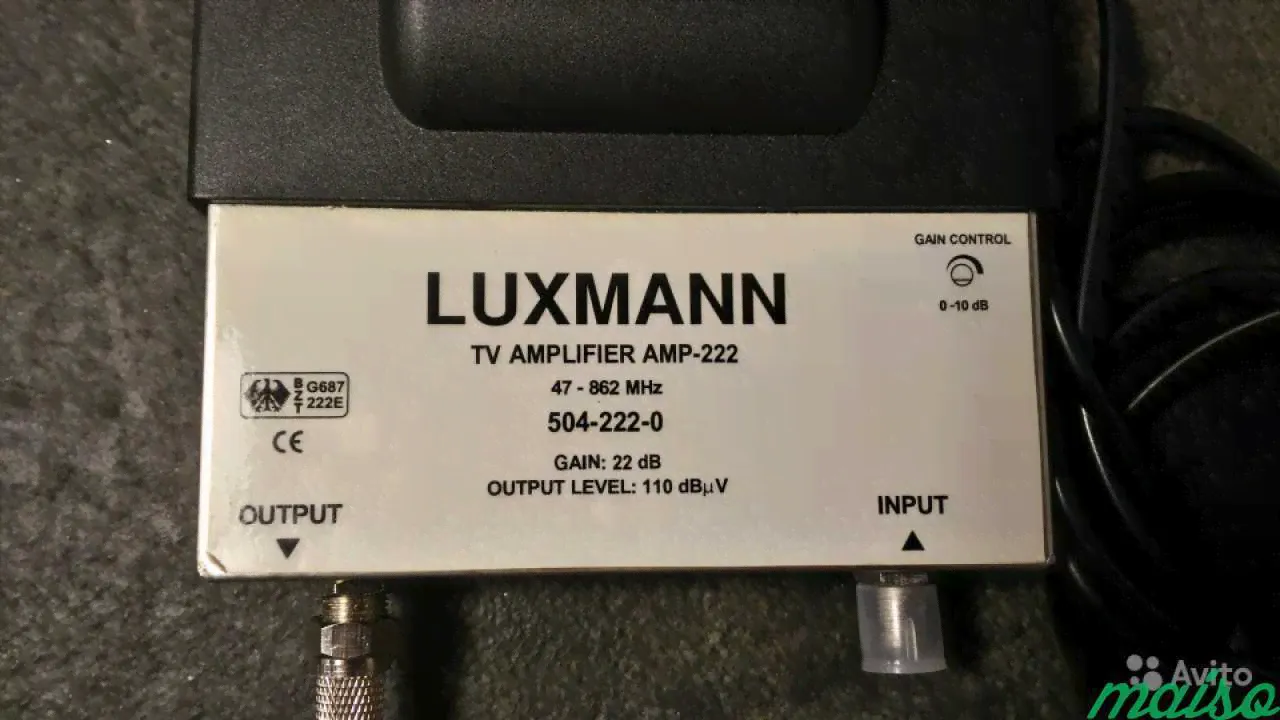 GAIN CONTROL
0 -10 dB
LUXMANN
TV AMPLIFIER AMP-222
47 - 862 MHz
504-222-0
GAIN: 22 dB
OUTPUT LEVEL: 110 dBμV
BZT G687
222E
CE
OUTPUT
INPUT
Avito
maiso